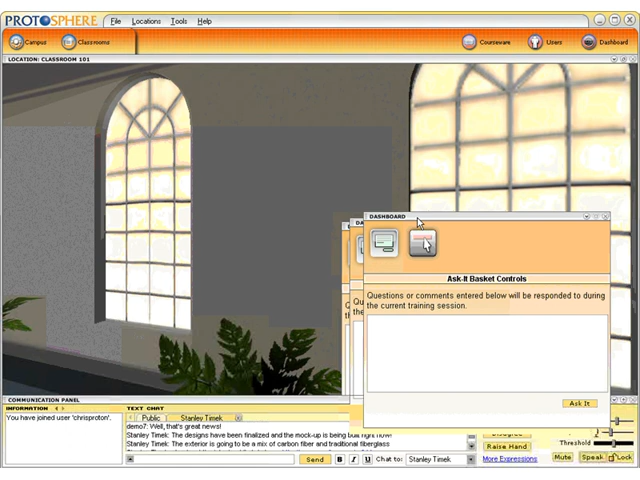 PROTOSPHERE File Locations Tools Help
Campus Classrooms Courseware Users Dashboard
LOCATION: CLASSROOM 101
DASHBOARD
Ask-It Basket Controls
Questions or comments entered below will be responded to during
the current training session.
Ask It
COMMUNICATION PANEL
INFORMATION
You have joined user 'chrisproton'.
TEXT CHAT
Public Stanley Timek
demo7: Well, that's great news!
Stanley Timek: The designs have been finalized and the mock-up is being built right now!
Stanley Timek: The exterior is going to be a mix of carbon fiber and traditional fiberglass
Send B I U Chat to: Stanley Timek
Raise Hand
More Expressions
Threshold
Mute Speak Lock